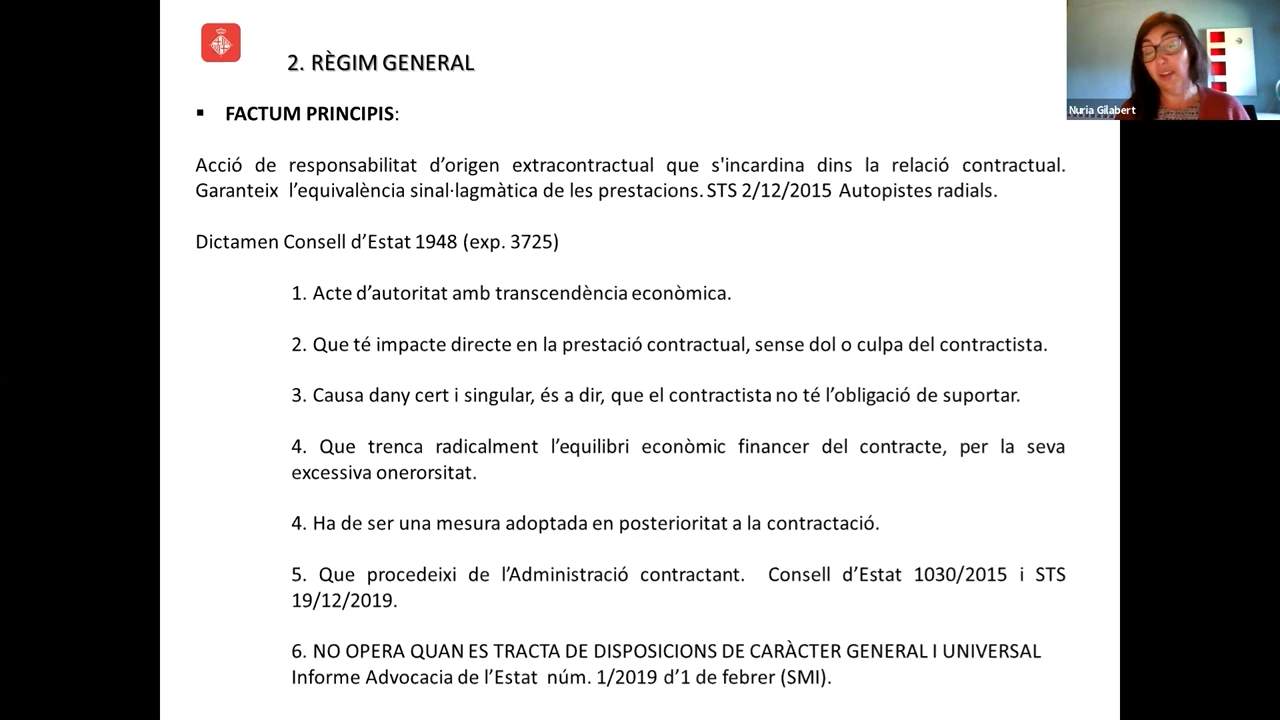 2. RÈGIM GENERAL
Nuria Gilabert
▪ FACTUM PRINCIPIS:
Acció de responsabilitat d’origen extracontractual que s'incardina dins la relació contractual.
Garanteix l’equivalència sinal·lagmàtica de les prestacions. STS 2/12/2015 Autopistes radials.
Dictamen Consell d’Estat 1948 (exp. 3725)
1. Acte d’autoritat amb transcendència econòmica.
2. Que té impacte directe en la prestació contractual, sense dol o culpa del contractista.
3. Causa dany cert i singular, és a dir, que el contractista no té l’obligació de suportar.
4. Que trenca radicalment l’equilibri econòmic financer del contracte, per la seva
excessiva onerorsitat.
4. Ha de ser una mesura adoptada en posterioritat a la contractació.
5. Que procedeixi de l’Administració contractant. Consell d’Estat 1030/2015 i STS
19/12/2019.
6. NO OPERA QUAN ES TRACTA DE DISPOSICIONS DE CARÀCTER GENERAL I UNIVERSAL
Informe Advocacia de l’Estat núm. 1/2019 d’1 de febrer (SMI).